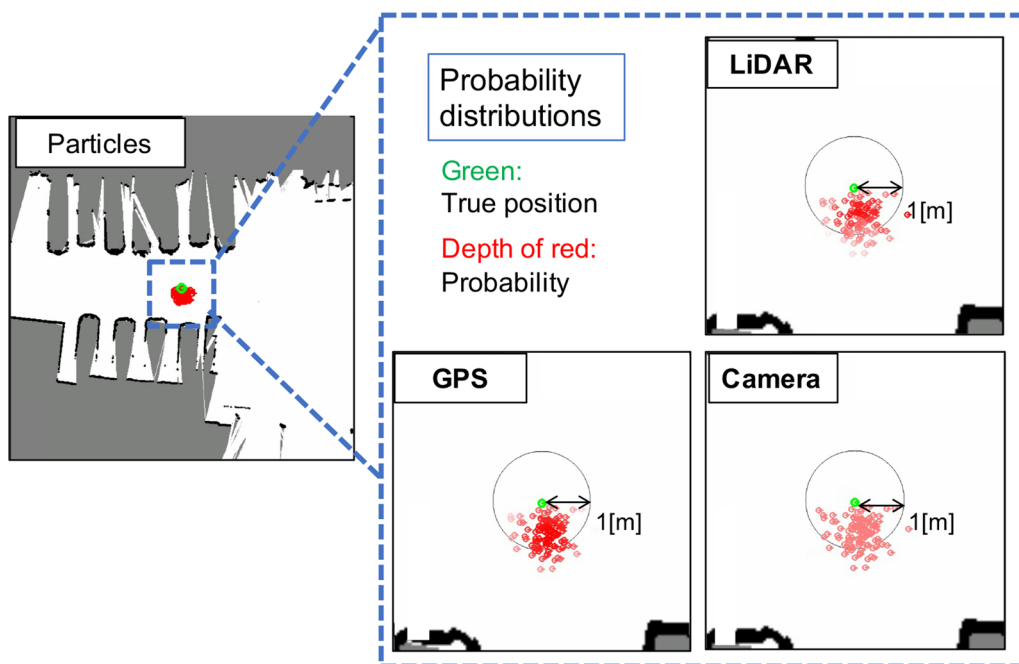 Particles
Probability
distributions
Green:
True position
Depth of red:
Probability
LiDAR
1[m]
GPS
1[m]
Camera
1[m]